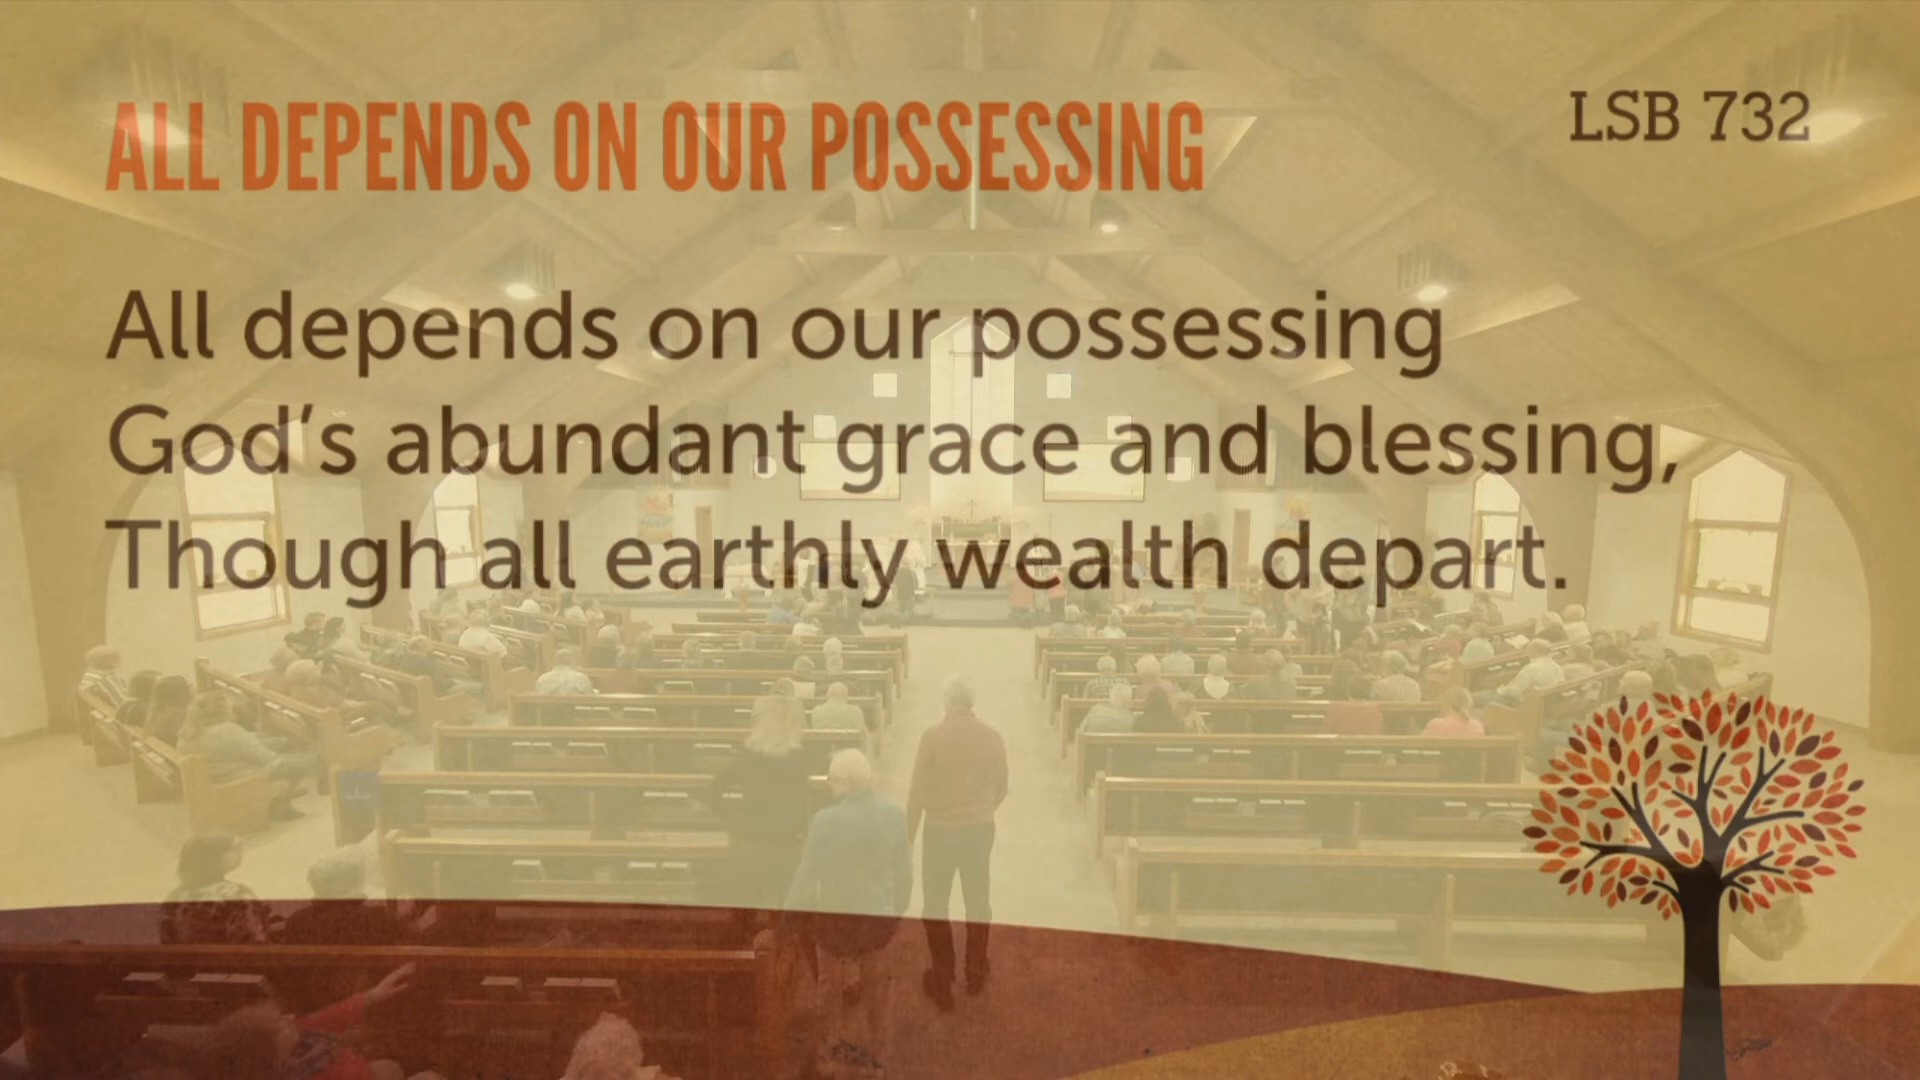 ALL DEPENDS ON OUR POSSESSING
LSB 732
All depends on our possessing
God’s abundant grace and blessing,
Though all earthly wealth depart.